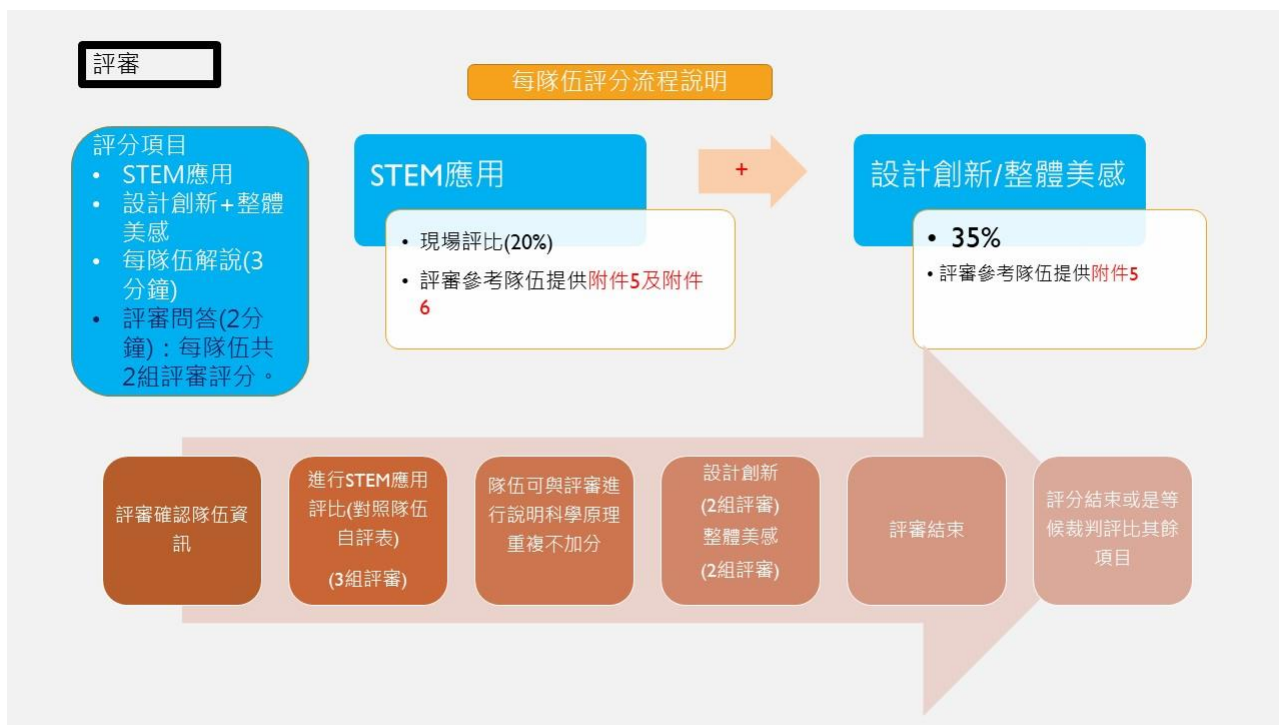 評審
每隊伍評分流程說明
評分項目
• STEM應用
• 設計創新+整體
美感
• 每隊伍解說(3
分鐘)
• 評審問答(2分
鐘)：每隊伍共
2組評審評分。
STEM應用
• 現場評比(20%)
• 評審參考隊伍提供附件5及附件
6
+
設計創新/整體美感
• 35%
• 評審參考隊伍提供附件5
評審確認隊伍資
訊
進行STEM應用
評比(對照隊伍
自評表)
(3組評審)
隊伍可與評審進
行說明科學原理
重複不加分
設計創新
(2組評審)
整體美感
(2組評審)
評審結束
評分結束或是等
候裁判評比其餘
項目